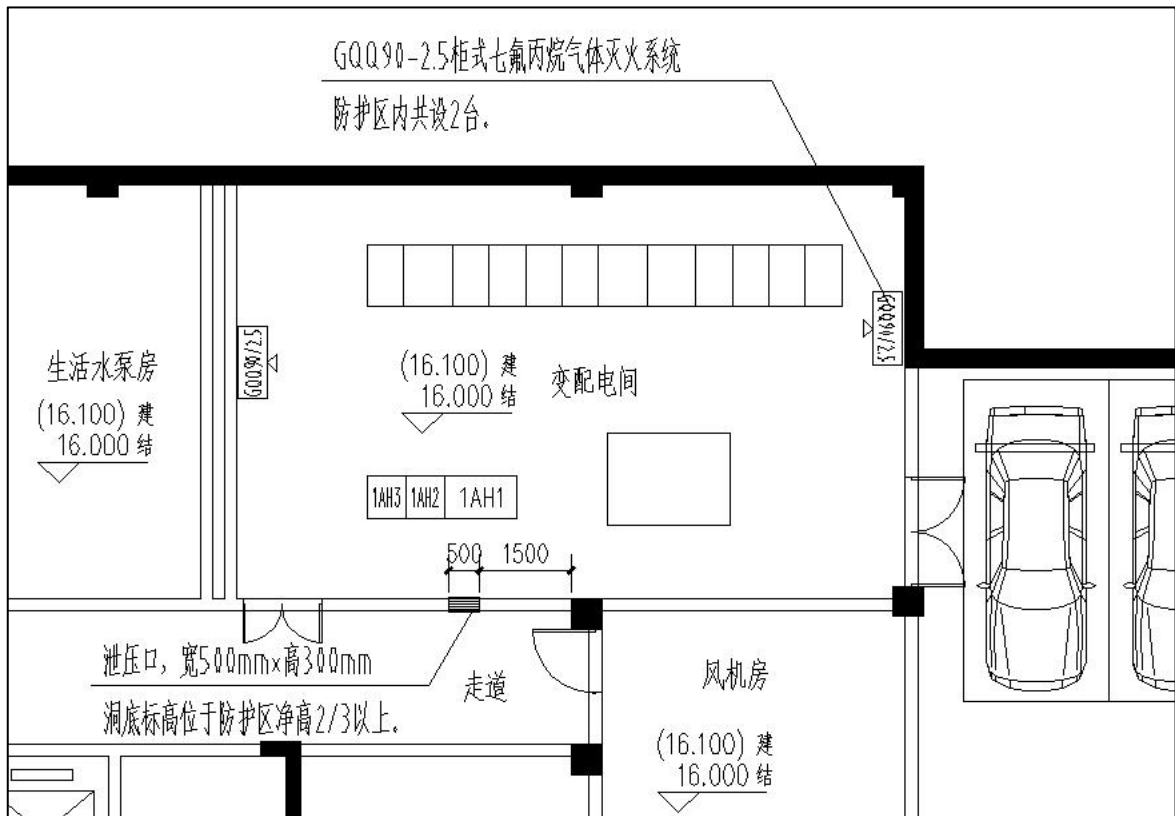 GQQ90-2.5柜式七氟丙烷气体灭火系统
防护区内共设2台。
GQQ90/2.5
GQQ90/2.5
生活水泵房
(16.100) 建
16.000 结
(16.100) 建
16.000 结
变配电间
1AH3 1AH2 1AH1
500 1500
泄压口，宽500mmx高300mm
洞底标高位于防护区净高2/3以上。
走道
风机房
(16.100) 建
16.000 结